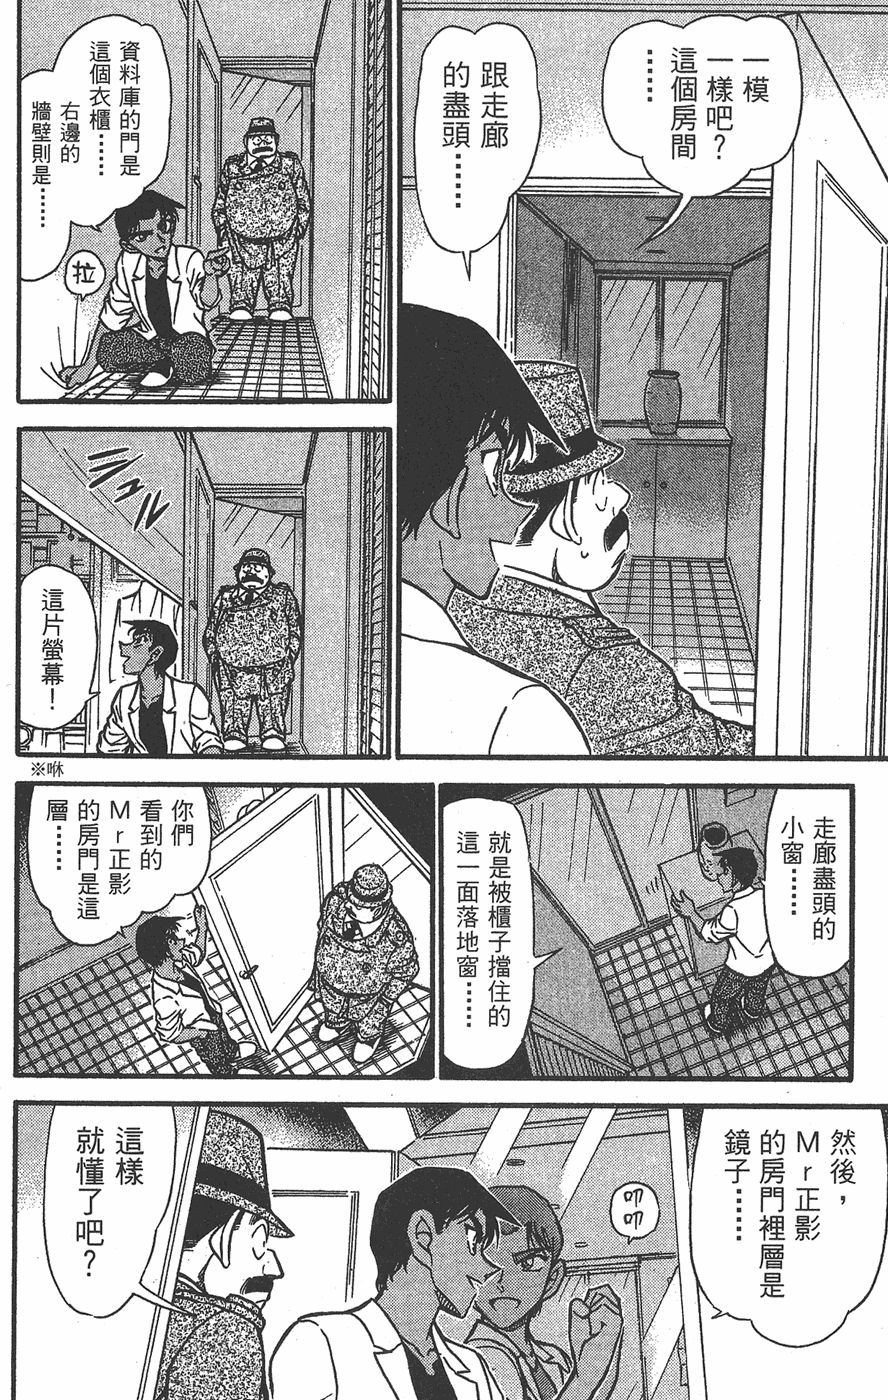 一模
一樣吧？
這個房間
……
跟走廊
的盡頭……
資料庫的門是
這個衣櫃……
右邊的
牆壁則是……
拉
這片螢幕！
※咻
走廊盡頭的
小窗……
就是被櫃子擋住的
這一面落地窗……
你們
看到的
Mr正影
的房門是這
層……
然後，
Mr正影
的房門裡層是
鏡子……
叩叩
這樣
就懂了吧？